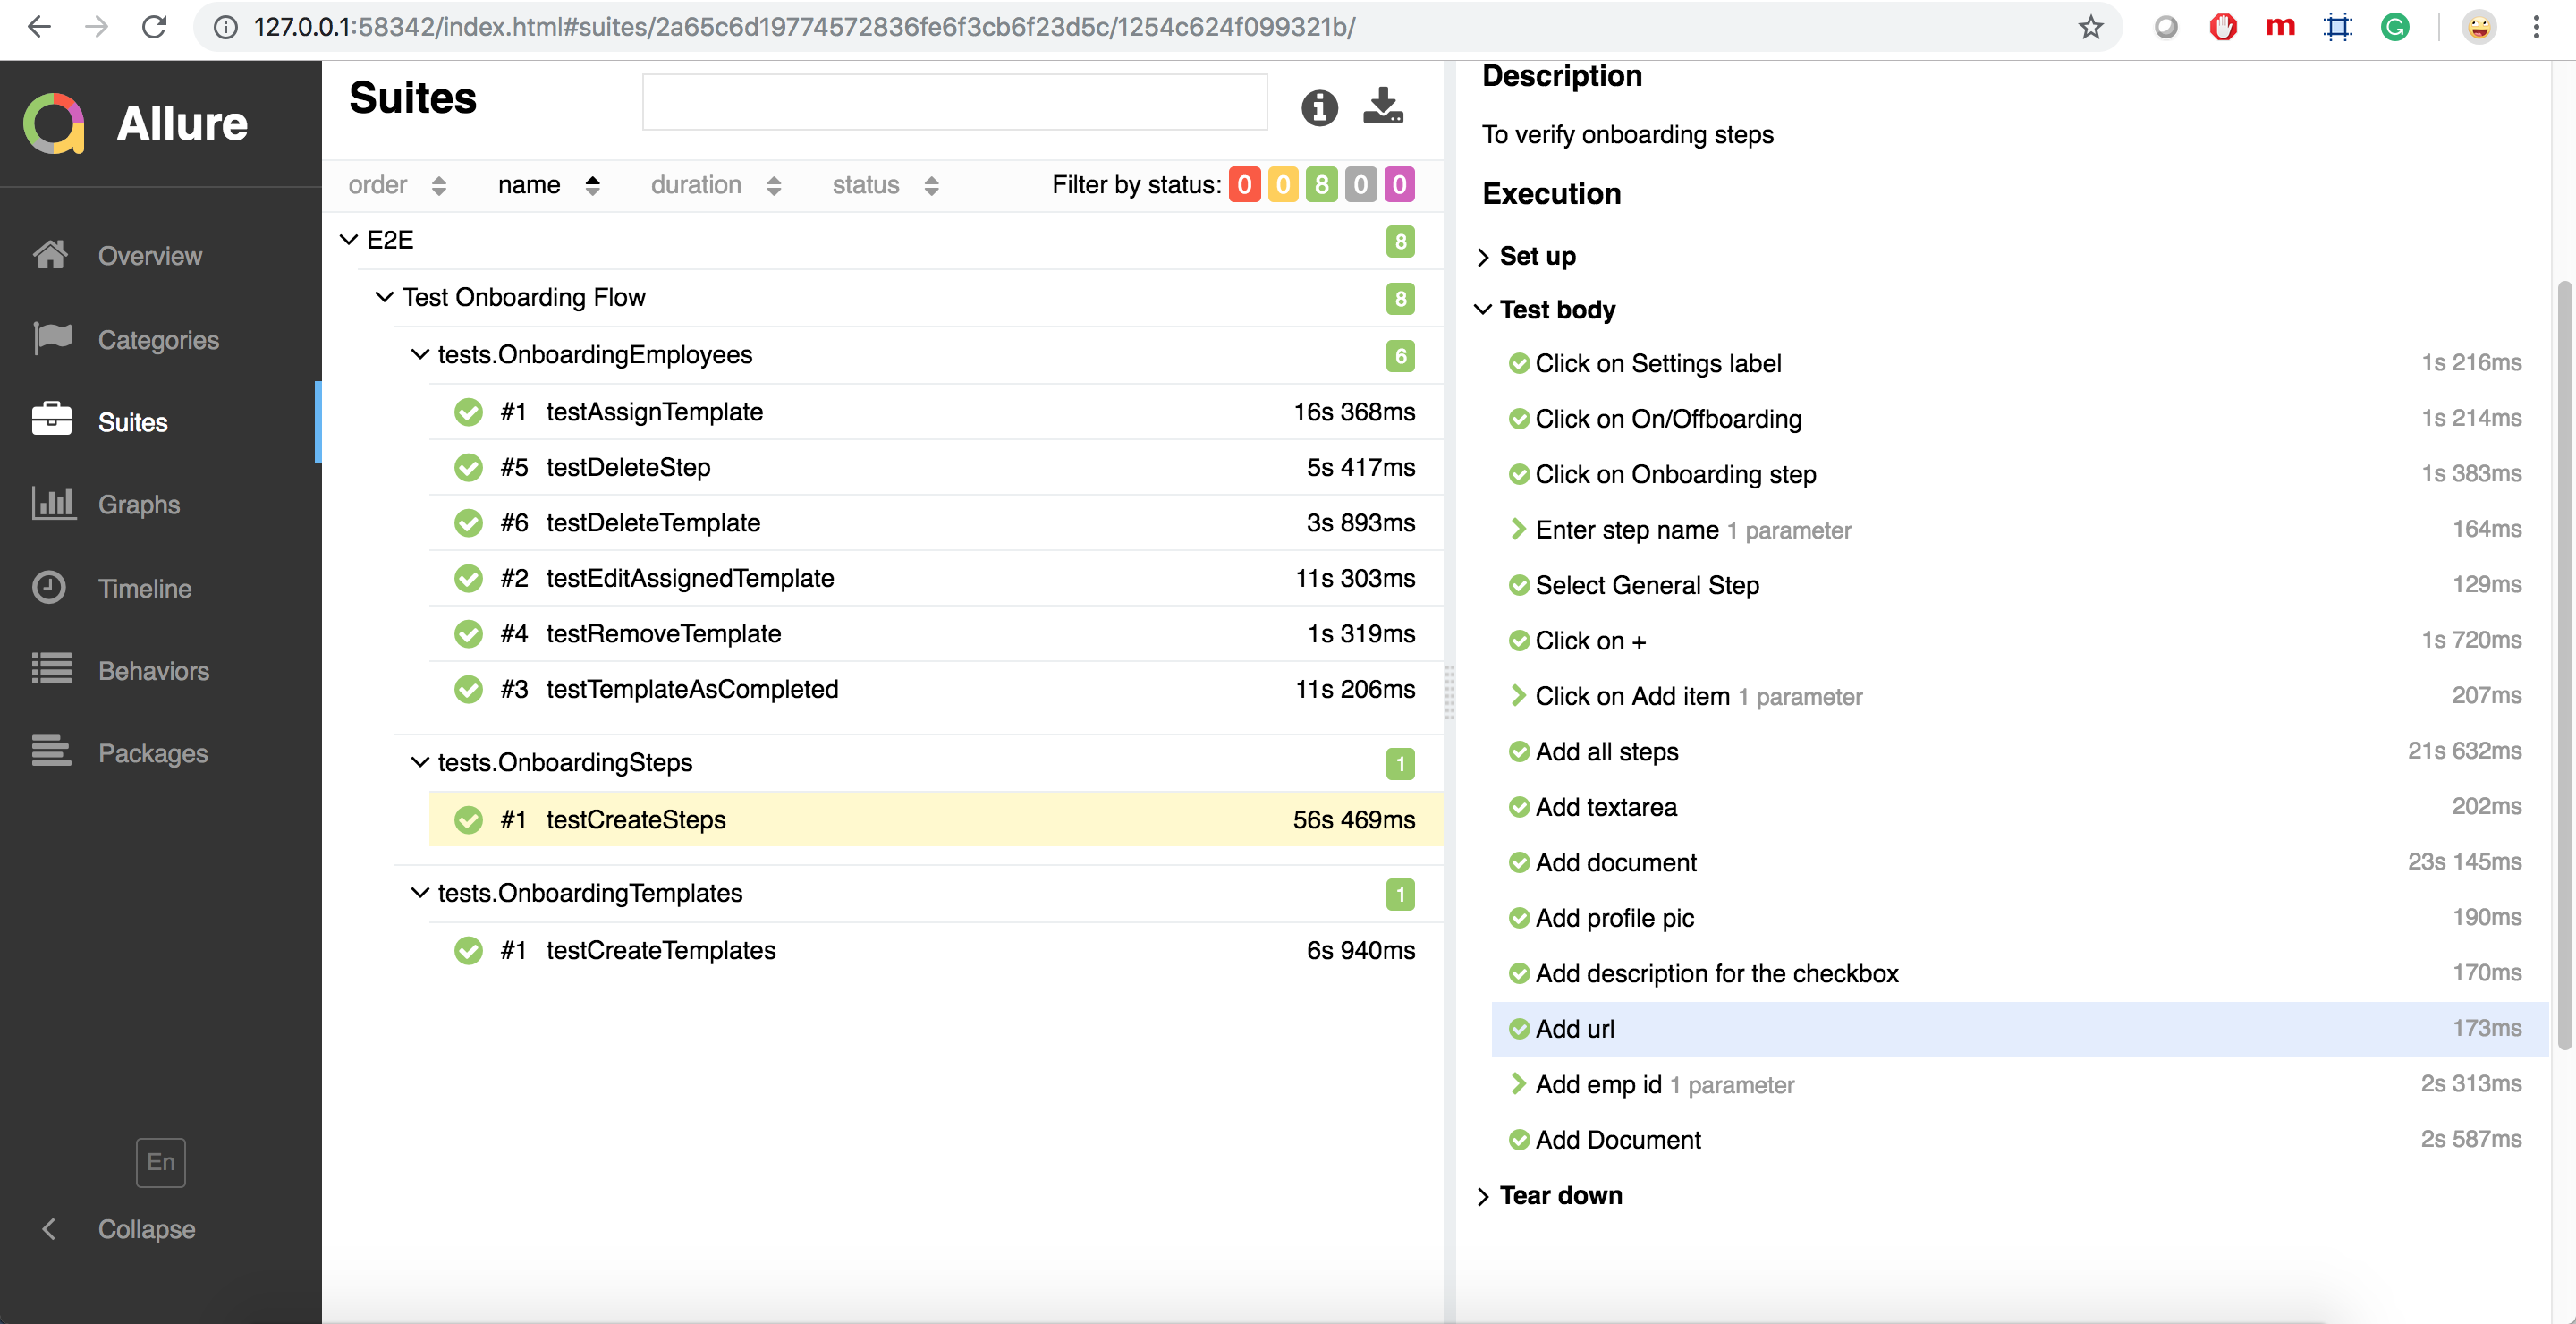 127.0.0.1:58342/index.html#suites/2a65c6d19774572836fe6f3cb6f23d5c/1254c624f099321b/
m
G
Allure
Overview
Categories
Suites
Graphs
Timeline
Behaviors
Packages
En
Collapse
Suites
order name duration status Filter by status: 0 0 8 0 0
E2E 8
Test Onboarding Flow 8
tests.OnboardingEmployees 6
#1 testAssignTemplate 16s 368ms
#5 testDeleteStep 5s 417ms
#6 testDeleteTemplate 3s 893ms
#2 testEditAssignedTemplate 11s 303ms
#4 testRemoveTemplate 1s 319ms
#3 testTemplateAsCompleted 11s 206ms
tests.OnboardingSteps 1
#1 testCreateSteps 56s 469ms
tests.OnboardingTemplates 1
#1 testCreateTemplates 6s 940ms
Description
To verify onboarding steps
Execution
Set up
Test body
Click on Settings label 1s 216ms
Click on On/Offboarding 1s 214ms
Click on Onboarding step 1s 383ms
Enter step name 1 parameter 164ms
Select General Step 129ms
Click on + 1s 720ms
Click on Add item 1 parameter 207ms
Add all steps 21s 632ms
Add textarea 202ms
Add document 23s 145ms
Add profile pic 190ms
Add description for the checkbox 170ms
Add url 173ms
Add emp id 1 parameter 2s 313ms
Add Document 2s 587ms
Tear down